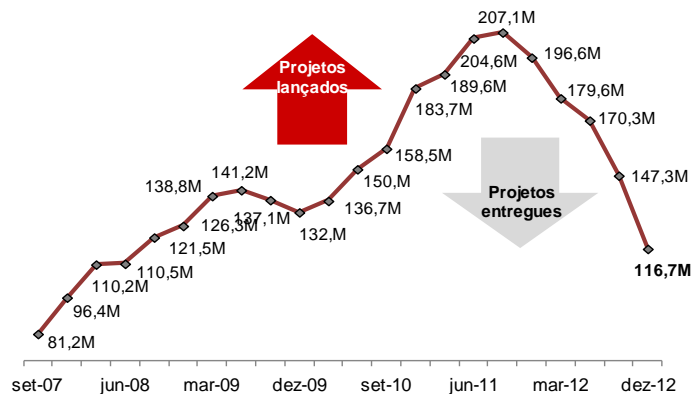 207,1M
Projetos
lançados
204,6M
196,6M
189,6M
183,7M
179,6M
170,3M
158,5M
147,3M
150,M
141,2M
138,8M
137,1M
136,7M
132,M
126,3M
121,5M
110,5M
110,2M
96,4M
81,2M
Projetos
entregues
116,7M
set-07
jun-08
mar-09
dez-09
set-10
jun-11
mar-12
dez-12